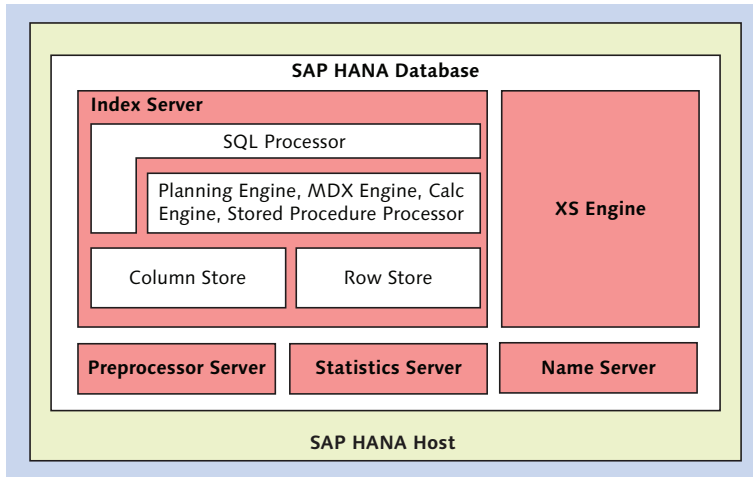 SAP HANA Database
Index Server
SQL Processor
Planning Engine, MDX Engine, Calc
Engine, Stored Procedure Processor
Column Store
Row Store
XS Engine
Preprocessor Server
Statistics Server
Name Server
SAP HANA Host